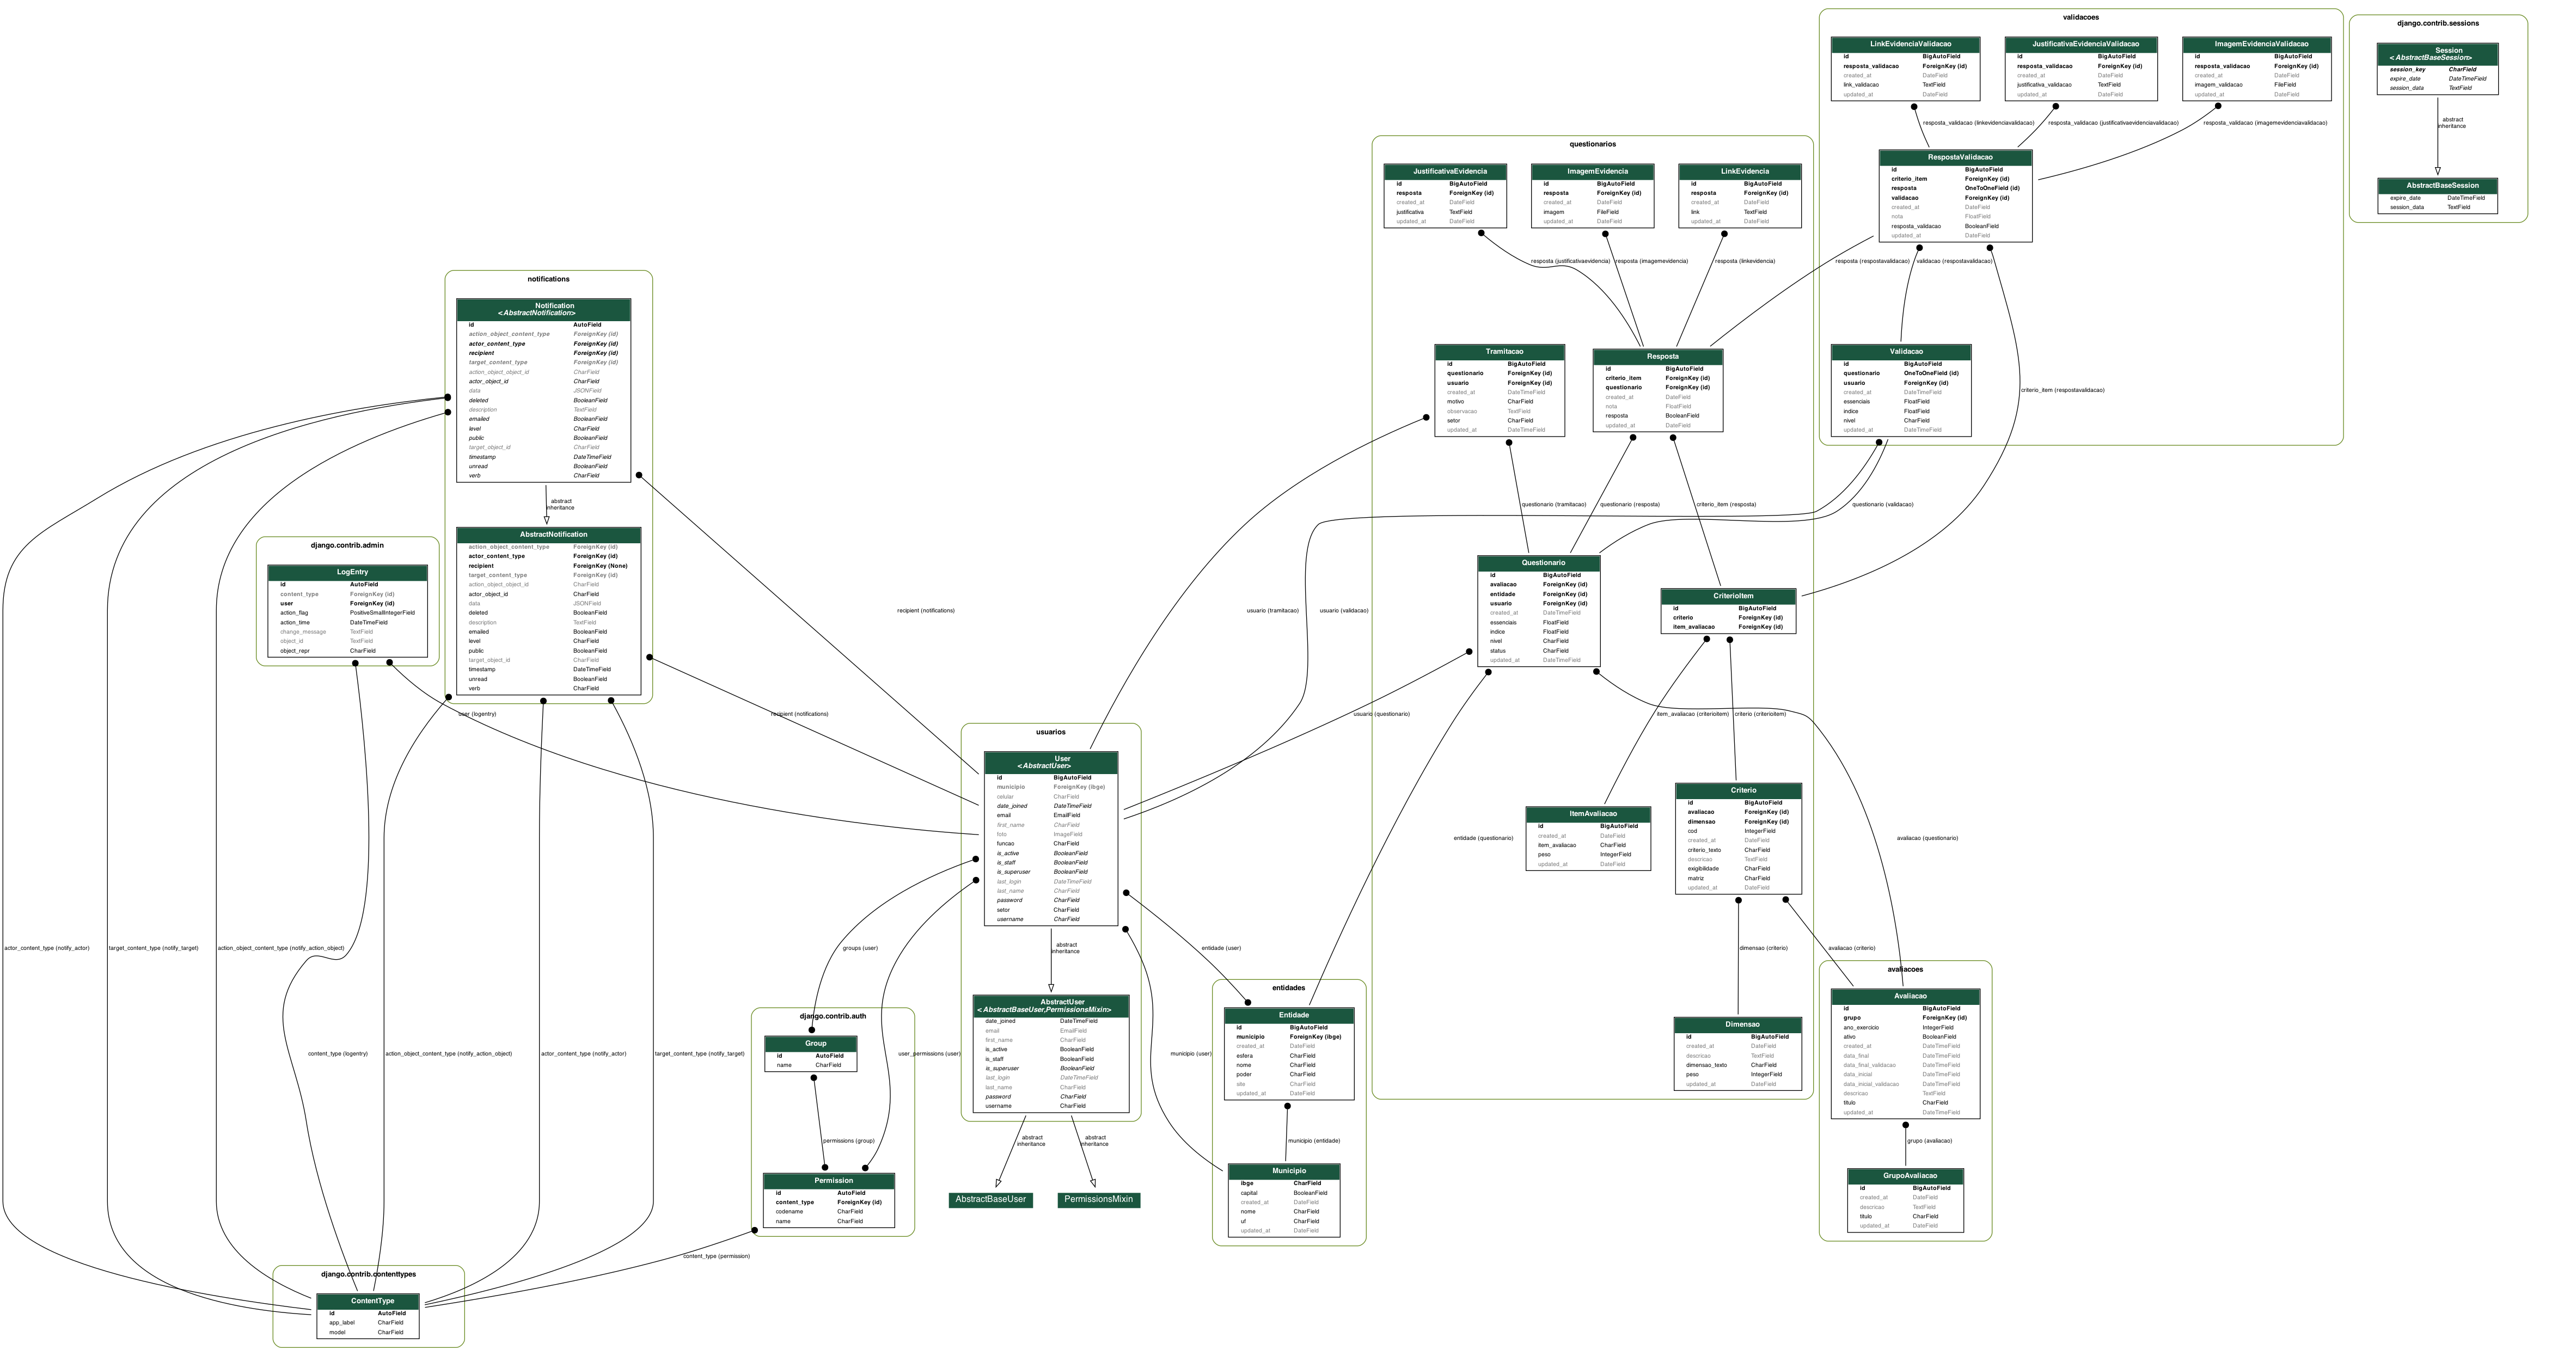 validacoes
LinkEvidenciaValidacao
id BigAutoField
resposta_validacao ForeignKey (id)
created_at DateField
link_validacao TextField
updated_at DateField
JustificativaEvidenciaValidacao
id BigAutoField
resposta_validacao ForeignKey (id)
created_at DateField
justificativa_validacao TextField
updated_at DateField
ImagemEvidenciaValidacao
id BigAutoField
resposta_validacao ForeignKey (id)
created_at DateField
imagem_validacao FileField
updated_at DateField
resposta_validacao (linkevidenciavalidacao)
resposta_validacao (justificativaevidenciavalidacao)
resposta_validacao (imagemevidenciavalidacao)
RespostaValidacao
id BigAutoField
criterio_item ForeignKey (id)
resposta OneToOneField (id)
validacao ForeignKey (id)
created_at DateField
nota FloatField
resposta_validacao BooleanField
updated_at DateField
resposta (respostavalidacao)
validacao (respostavalidacao)
criterio_item (respostavalidacao)
Validacao
id BigAutoField
questionario OneToOneField (id)
usuario ForeignKey (id)
created_at DateTimeField
essenciais FloatField
indice FloatField
nivel CharField
updated_at DateTimeField
questionario (validacao)
django.contrib.sessions
Session
<AbstractBaseSession>
session_key CharField
expire_date DateTimeField
session_data TextField
abstract
inheritance
AbstractBaseSession
expire_date DateTimeField
session_data TextField
questionarios
JustificativaEvidencia
id BigAutoField
resposta ForeignKey (id)
created_at DateField
justificativa TextField
updated_at DateField
ImagemEvidencia
id BigAutoField
resposta ForeignKey (id)
created_at DateField
imagem FileField
updated_at DateField
LinkEvidencia
id BigAutoField
resposta ForeignKey (id)
created_at DateField
link TextField
updated_at DateField
resposta (justificativaevidencia)
resposta (imagemevidencia)
resposta (linkevidencia)
Tramitacao
id BigAutoField
questionario ForeignKey (id)
usuario ForeignKey (id)
created_at DateTimeField
motivo CharField
observacao TextField
setor CharField
updated_at DateTimeField
Resposta
id BigAutoField
criterio_item ForeignKey (id)
questionario ForeignKey (id)
created_at DateField
nota FloatField
resposta BooleanField
updated_at DateField
questionario (tramitacao)
questionario (resposta)
criterio_item (resposta)
Questionario
id BigAutoField
avaliacao ForeignKey (id)
entidade ForeignKey (id)
usuario ForeignKey (id)
created_at DateTimeField
essenciais FloatField
indice FloatField
nivel CharField
status CharField
updated_at DateTimeField
CriterioItem
id BigAutoField
criterio ForeignKey (id)
item_avaliacao ForeignKey (id)
item_avaliacao (criterioitem)
criterio (criterioitem)
ItemAvaliacao
id BigAutoField
created_at DateField
item_avaliacao CharField
peso IntegerField
updated_at DateField
Criterio
id BigAutoField
avaliacao ForeignKey (id)
dimensao ForeignKey (id)
cod IntegerField
created_at DateField
criterio_texto CharField
descricao TextField
exigibilidade CharField
matriz CharField
updated_at DateField
dimensao (criterio)
avaliacao (criterio)
avaliacao (questionario)
Dimensao
id BigAutoField
descricao TextField
dimensao_texto CharField
peso IntegerField
updated_at DateField
avaliacoes
Avaliacao
id BigAutoField
grupo ForeignKey (id)
ano_exercicio IntegerField
ativo BooleanField
created_at DateTimeField
data_final DateTimeField
data_final_validacao DateTimeField
data_inicial DateTimeField
data_inicial_validacao DateTimeField
descricao TextField
titulo CharField
updated_at DateTimeField
grupo (avaliacao)
GrupoAvaliacao
id BigAutoField
created_at DateField
descricao TextField
titulo CharField
updated_at DateField
notifications
Notification
<AbstractNotification>
id AutoField
action_object_content_type ForeignKey (id)
actor_content_type ForeignKey (id)
recipient ForeignKey (id)
target_content_type ForeignKey (id)
action_object_object_id CharField
actor_object_id CharField
data JSONField
deleted BooleanField
description TextField
emailed BooleanField
level CharField
public BooleanField
target_object_id CharField
timestamp DateTimeField
unread BooleanField
verb CharField
abstract
inheritance
AbstractNotification
action_object_content_type ForeignKey (id)
actor_content_type ForeignKey (id)
recipient ForeignKey (None)
target_content_type ForeignKey (id)
action_object_object_id CharField
actor_object_id CharField
data JSONField
deleted BooleanField
description TextField
emailed BooleanField
level CharField
public BooleanField
target_object_id CharField
timestamp DateTimeField
unread BooleanField
verb CharField
django.contrib.admin
LogEntry
id AutoField
content_type ForeignKey (id)
user ForeignKey (id)
action_flag PositiveSmallIntegerField
action_time DateTimeField
change_message TextField
object_id TextField
object_repr CharField
user (logentry)
recipient (notifications)
recipient (notifications)
usuario (tramitacao)
usuario (validacao)
usuario (questionario)
entidade (questionario)
usuarios
User
<AbstractUser>
id BigAutoField
municipio ForeignKey (ibge)
celular CharField
date_joined DateTimeField
email EmailField
first_name CharField
foto ImageField
funcao CharField
is_active BooleanField
is_staff BooleanField
is_superuser BooleanField
last_login DateTimeField
last_name CharField
password CharField
setor CharField
username CharField
abstract
inheritance
AbstractUser
<AbstractBaseUser,PermissionsMixin>
date_joined DateTimeField
email EmailField
first_name CharField
is_active BooleanField
is_staff BooleanField
is_superuser BooleanField
last_login DateTimeField
last_name CharField
password CharField
username CharField
abstract
inheritance
abstract
inheritance
AbstractBaseUser
PermissionsMixin
groups (user)
user_permissions (user)
entidade (user)
municipio (user)
django.contrib.auth
Group
id AutoField
name CharField
permissions (group)
Permission
id AutoField
content_type ForeignKey (id)
codename CharField
name CharField
content_type (permission)
entidades
Entidade
id BigAutoField
municipio ForeignKey (ibge)
created_at DateField
esfera CharField
nome CharField
poder CharField
site CharField
updated_at DateField
municipio (entidade)
Municipio
ibge CharField
capital BooleanField
created_at DateField
nome CharField
uf CharField
updated_at DateField
actor_content_type (notify_actor)
target_content_type (notify_target)
action_object_content_type (notify_action_object)
content_type (logentry)
action_object_content_type (notify_action_object)
actor_content_type (notify_actor)
target_content_type (notify_target)
django.contrib.contenttypes
ContentType
id AutoField
app_label CharField
model CharField